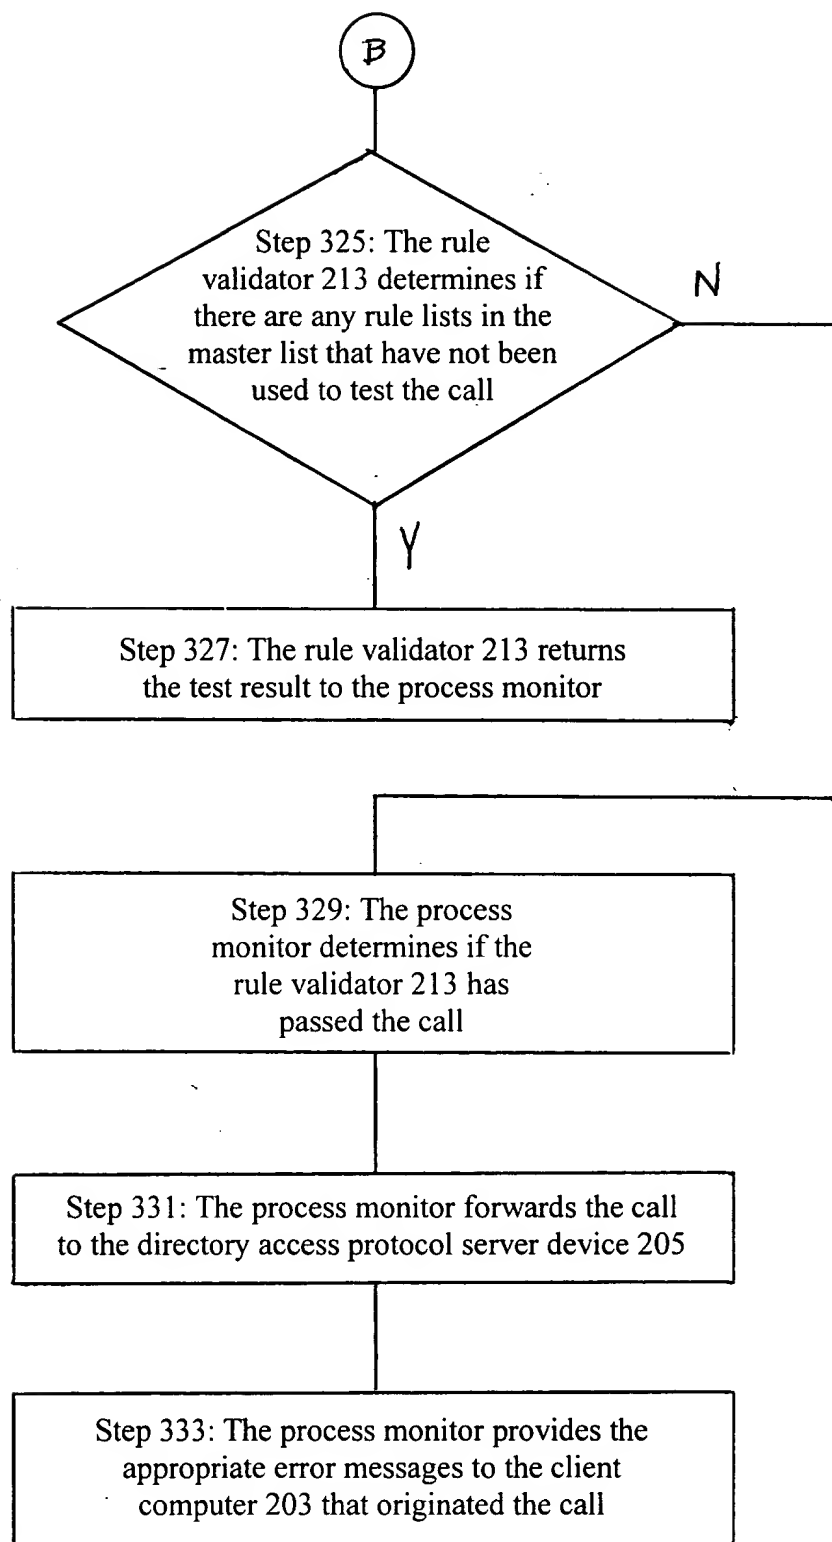 B
Step 325: The rule
validator 213 determines if
there are any rule lists in the
master list that have not been
used to test the call
N
Y
Step 327: The rule validator 213 returns
the test result to the process monitor
Step 329: The process
monitor determines if the
rule validator 213 has
passed the call
Step 331: The process monitor forwards the call
to the directory access protocol server device 205
Step 333: The process monitor provides the
appropriate error messages to the client
computer 203 that originated the call